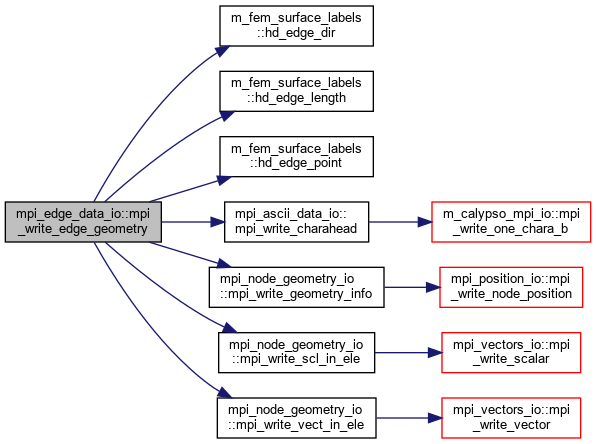 m_fem_surface_labels
::hd_edge_dir
m_fem_surface_labels
::hd_edge_length
m_fem_surface_labels
::hd_edge_point
mpi_edge_data_io::mpi
_write_edge_geometry
mpi_ascii_data_io::
mpi_write_charahead
m_calypso_mpi_io::mpi
_write_one_chara_b
mpi_node_geometry_io
::mpi_write_geometry_info
mpi_position_io::mpi
_write_node_position
mpi_node_geometry_io
::mpi_write_scl_in_ele
mpi_vectors_io::mpi
_write_scalar
mpi_node_geometry_io
::mpi_write_vect_in_ele
mpi_vectors_io::mpi
_write_vector